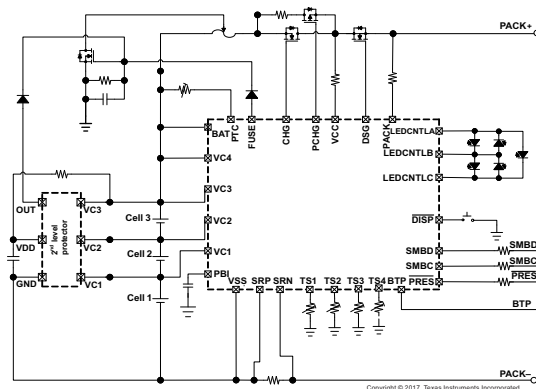 PACK+
BAT
PTC
FUSE
CHG
PCHG
VCC
DSG
PACK
LEDCNTLA
LEDCNTLB
LEDCNTLC
VC4
VC3
VC2
VC1
PBI
DISP
SMBD
SMBD
SMBC
SMBC
PRES
PRES
OUT
VDD
GND
2nd level
protector
VC3
VC2
VC1
Cell 3
Cell 2
Cell 1
VSS
SRP
SRN
TS1
TS2
TS3
TS4
BTP
BTP
PACK–
Copyright © 2017, Texas Instruments Incorporated